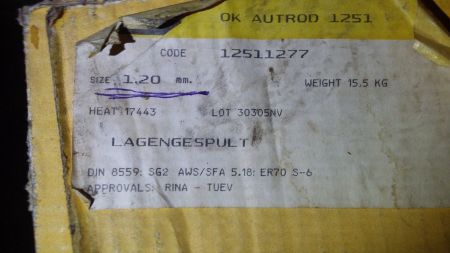 OK AUTROD 1251
CODE 12511277
SIZE 1.20 mm. WEIGHT 15.5 KG
HEAT 17443 LOT 30305NV
LAGENGESPULT
DIN 8559: SG2 AWS/SFA 5.18: ER70 S-6
APPROVALS: RINA - TUEV